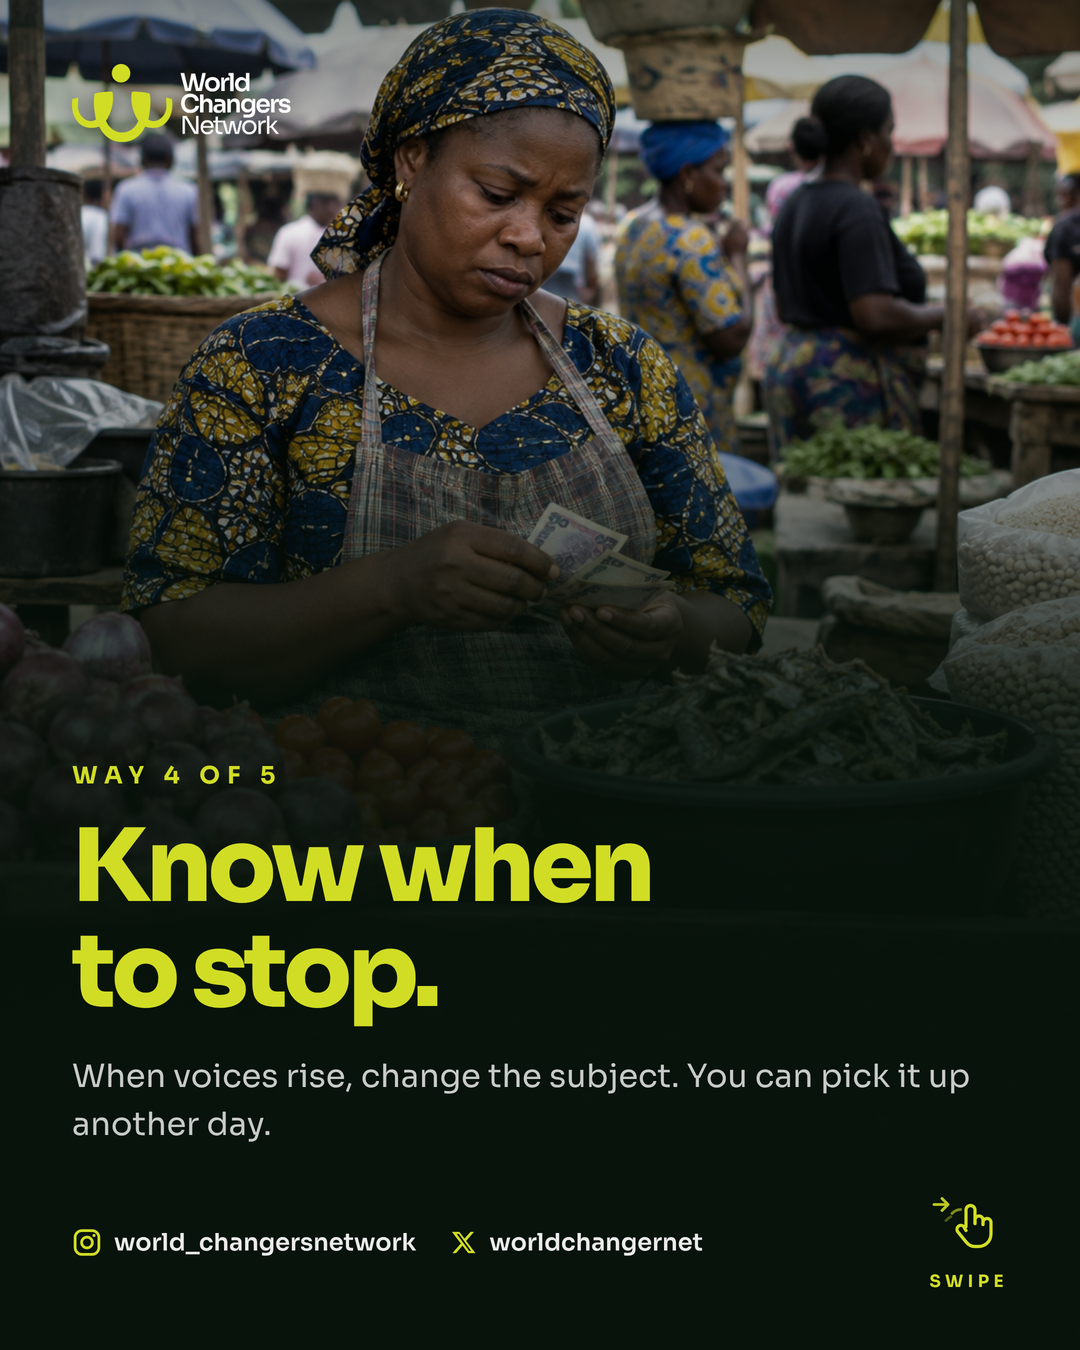 World
Changers
Network
WAY 4 OF 5
Know when
to stop.
When voices rise, change the subject. You can pick it up
another day.
world_changersnetwork worldchangernet
SWIPE